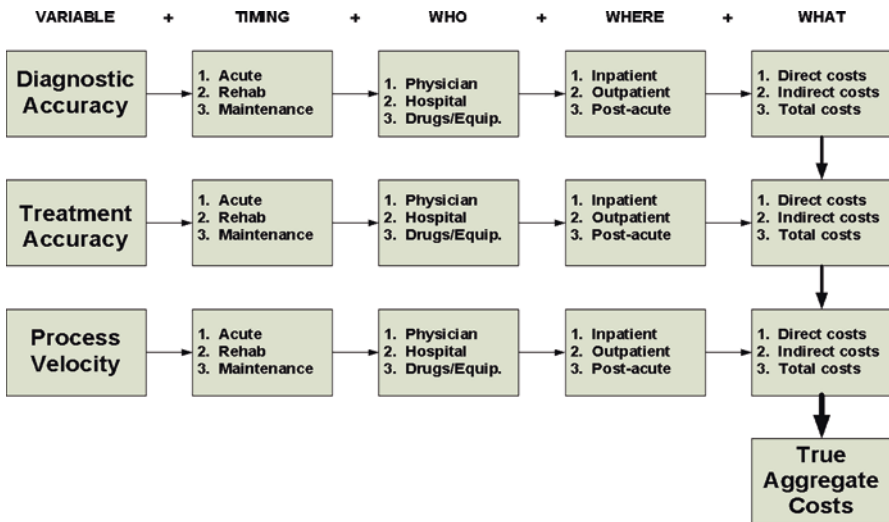 VARIABLE + TIMING + WHO + WHERE + WHAT
Diagnostic
Accuracy
1. Acute
2. Rehab
3. Maintenance
1. Physician
2. Hospital
3. Drugs/Equip.
1. Inpatient
2. Outpatient
3. Post-acute
1. Direct costs
2. Indirect costs
3. Total costs
Treatment
Accuracy
1. Acute
2. Rehab
3. Maintenance
1. Physician
2. Hospital
3. Drugs/Equip.
1. Inpatient
2. Outpatient
3. Post-acute
1. Direct costs
2. Indirect costs
3. Total costs
Process
Velocity
1. Acute
2. Rehab
3. Maintenance
1. Physician
2. Hospital
3. Drugs/Equip.
1. Inpatient
2. Outpatient
3. Post-acute
1. Direct costs
2. Indirect costs
3. Total costs
True
Aggregate
Costs